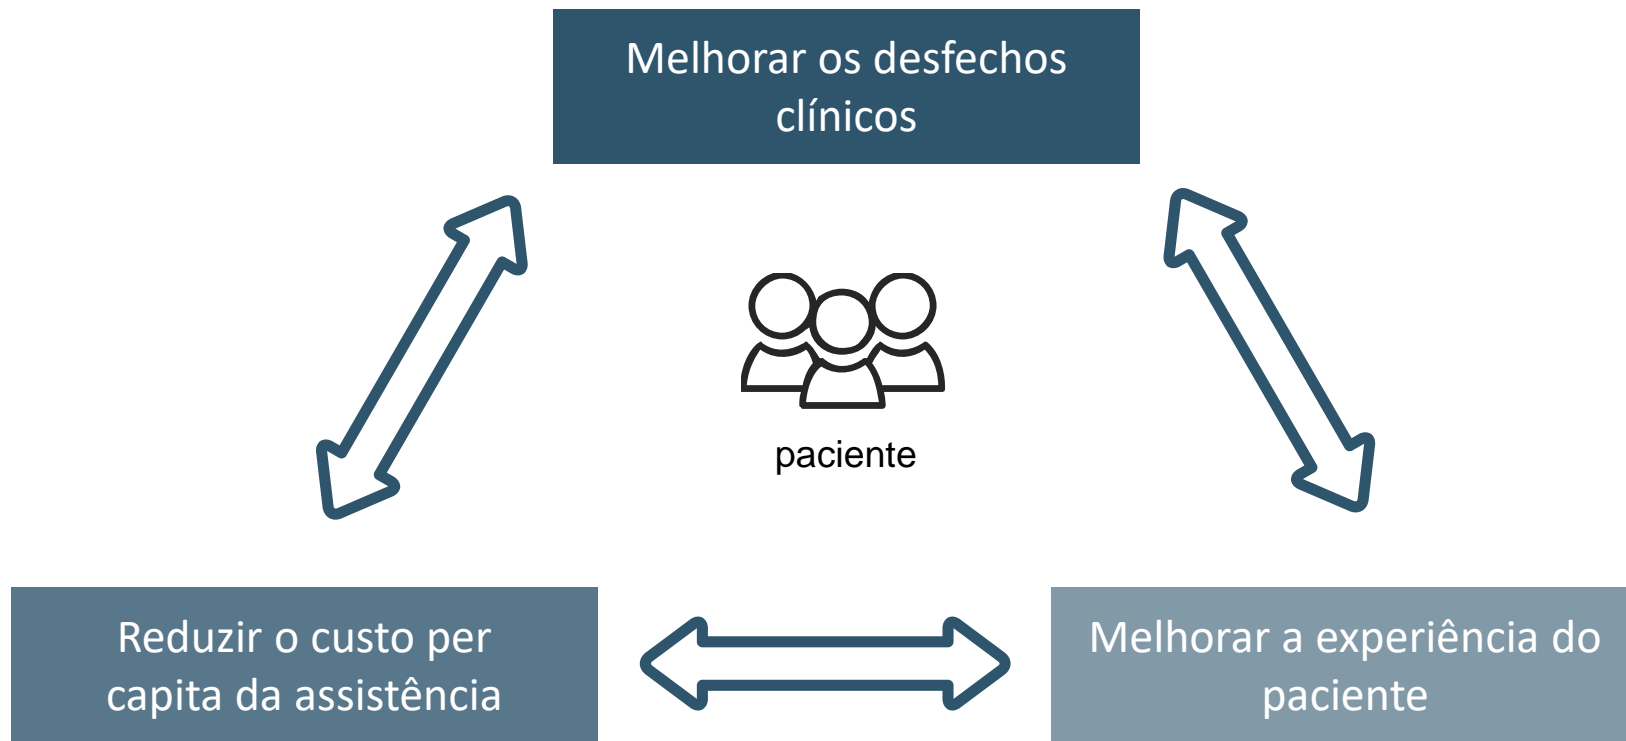 Melhorar os desfechos
clínicos
paciente
Reduzir o custo per
capita da assistência
Melhorar a experiência do
paciente